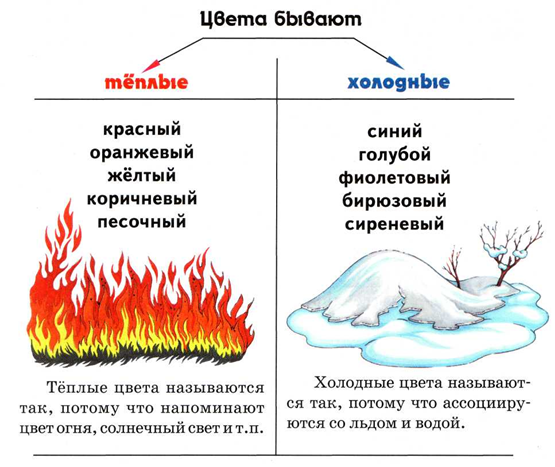 Цвета бывают
тёплые
красный
оранжевый
жёлтый
коричневый
песочный
Тёплые цвета называются
так, потому что напоминают
цвет огня, солнечный свет и т.п.
холодные
синий
голубой
фиолетовый
бирюзовый
сиреневый
Холодные цвета называют-
ся так, потому что ассоцииру-
ются со льдом и водой.